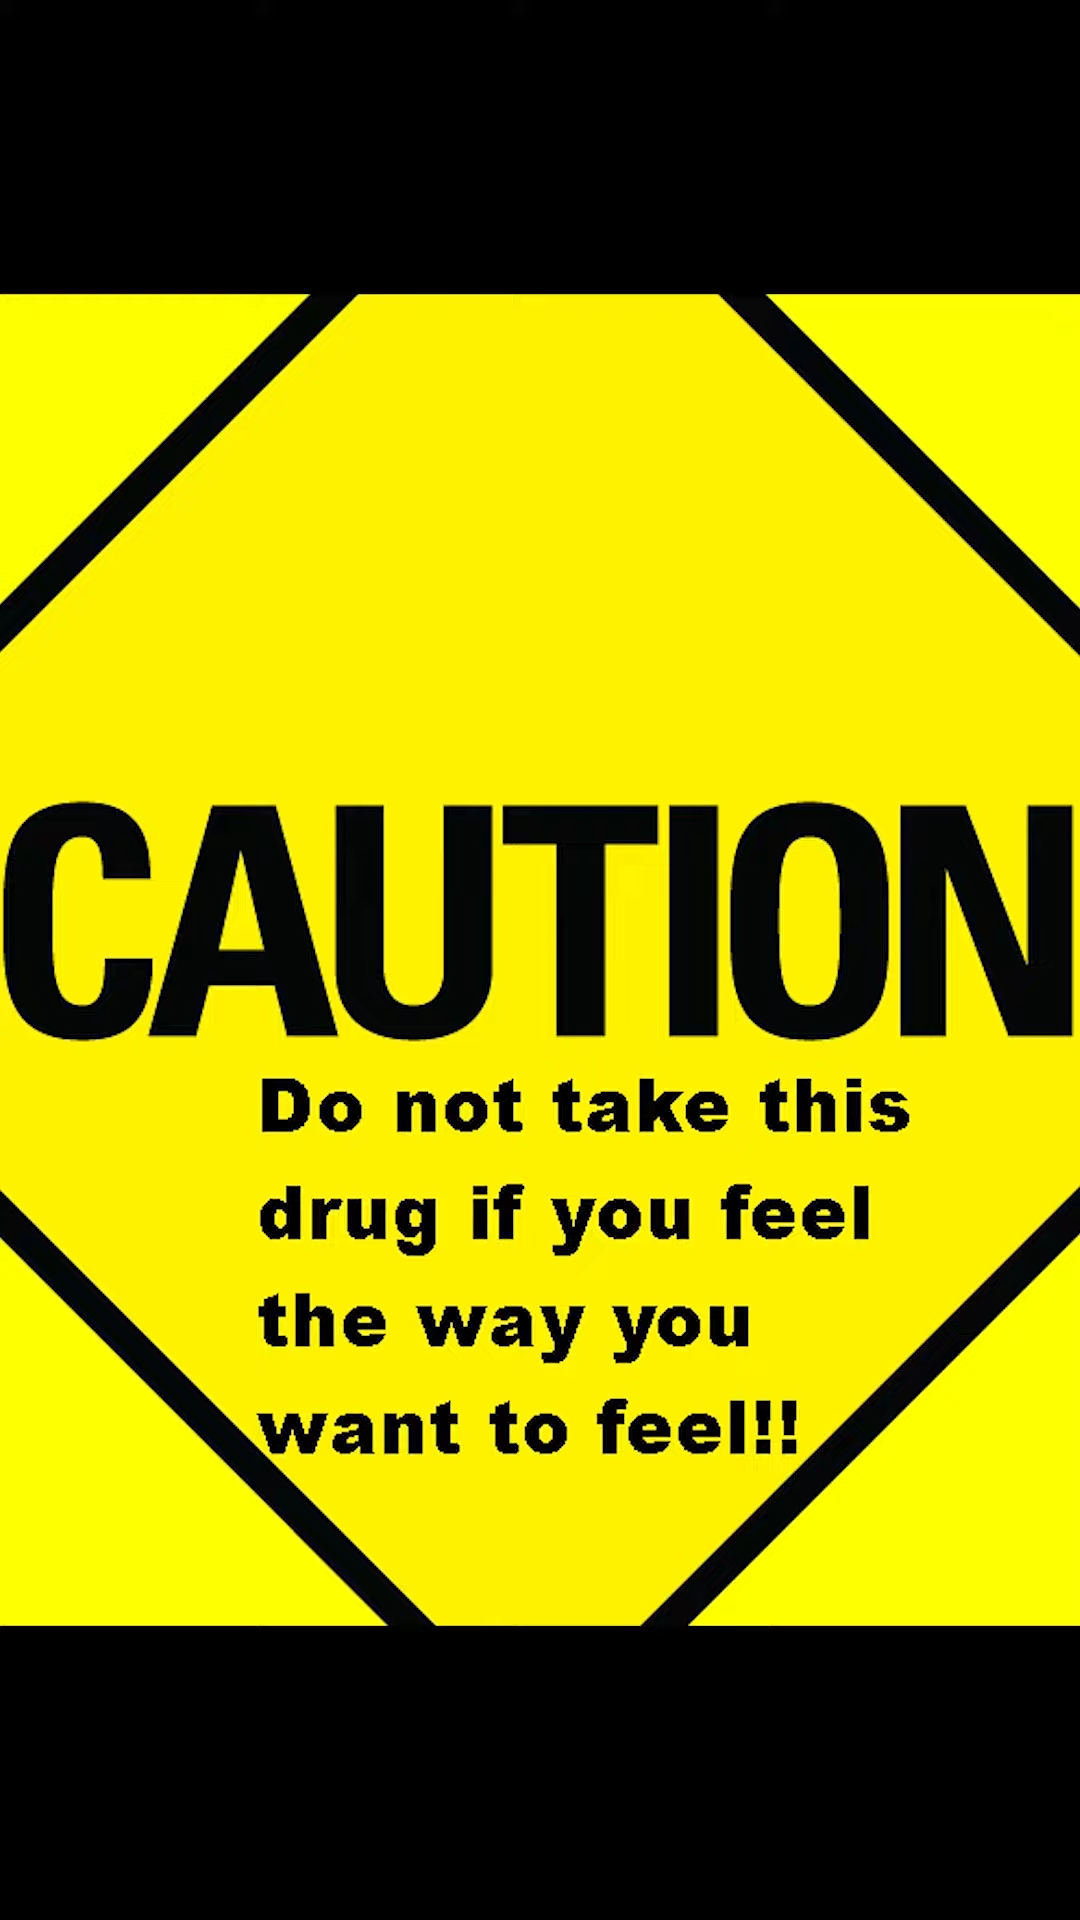 CAUTION
Do not take this
drug if you feel
the way you
want to feel!!